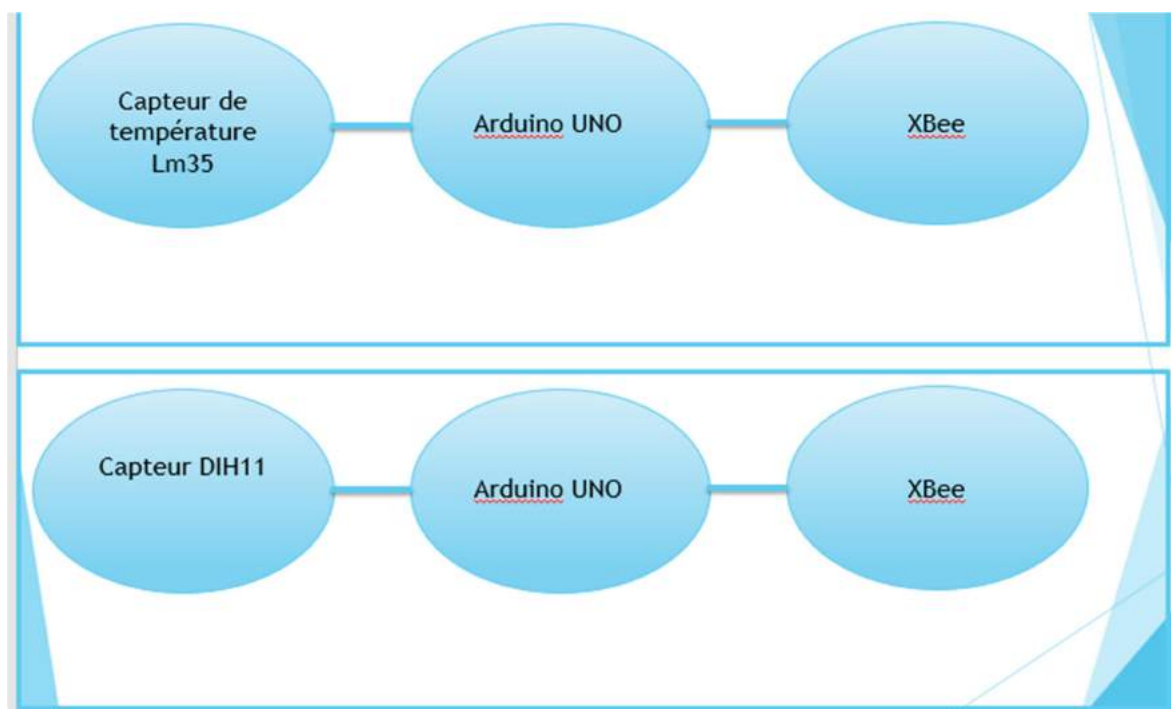 Capteur de
température
Lm35
Arduino UNO
XBee
Capteur DIH11
Arduino UNO
XBee